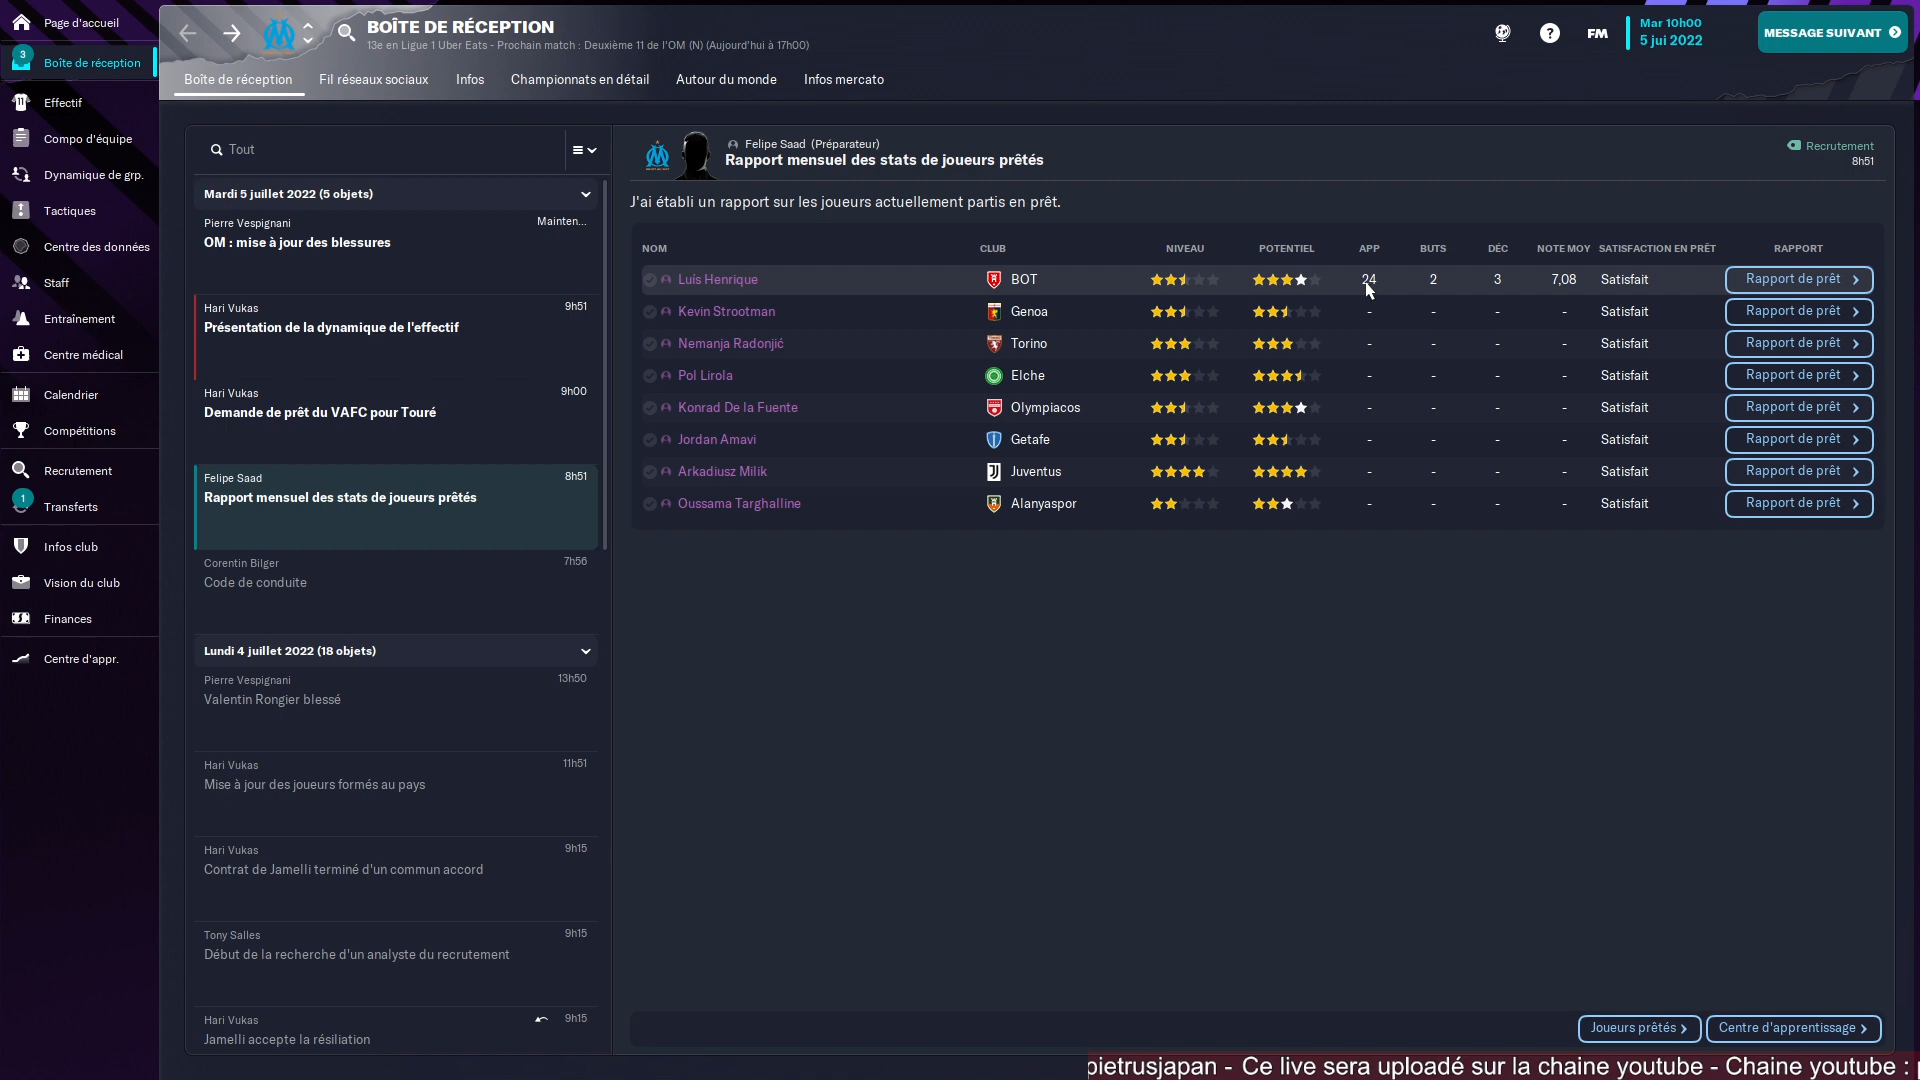 Page d'accueil
3
Boîte de réception
Effectif
Compo d'équipe
Dynamique de grp.
Tactiques
Centre des données
Staff
Entraînement
Centre médical
Calendrier
Compétitions
Recrutement
1
Transferts
Infos club
Vision du club
Finances
Centre d'appr.
BOÎTE DE RÉCEPTION
13e en Ligue 1 Uber Eats - Prochain match : Deuxième 11 de l'OM (N) (Aujourd'hui à 17h00)
FM
Mar 10h00
5 jui 2022
MESSAGE SUIVANT
Boîte de réception Fil réseaux sociaux Infos Championnats en détail Autour du monde Infos mercato
Tout
Mardi 5 juillet 2022 (5 objets)
Pierre Vespignani Mainten...
OM : mise à jour des blessures
Hari Vukas 9h51
Présentation de la dynamique de l'effectif
Hari Vukas 9h00
Demande de prêt du VAFC pour Touré
Felipe Saad 8h51
Rapport mensuel des stats de joueurs prêtés
Corentin Bilger 7h56
Code de conduite
Lundi 4 juillet 2022 (18 objets)
Pierre Vespignani 13h50
Valentin Rongier blessé
Hari Vukas 11h51
Mise à jour des joueurs formés au pays
Hari Vukas 9h15
Contrat de Jamelli terminé d'un commun accord
Tony Salles 9h15
Début de la recherche d'un analyste du recrutement
Hari Vukas 9h15
Jamelli accepte la résiliation
Felipe Saad (Préparateur)
Rapport mensuel des stats de joueurs prêtés
Recrutement
8h51
J'ai établi un rapport sur les joueurs actuellement partis en prêt.
NOM CLUB NIVEAU POTENTIEL APP BUTS DÉC NOTE MOY SATISFACTION EN PRÊT RAPPORT
Luís Henrique BOT 24 2 3 7,08 Satisfait Rapport de prêt
Kevin Strootman Genoa - - - - Satisfait Rapport de prêt
Nemanja Radonjić Torino - - - - Satisfait Rapport de prêt
Pol Lirola Elche - - - - Satisfait Rapport de prêt
Konrad De la Fuente Olympiacos - - - - Satisfait Rapport de prêt
Jordan Amavi Getafe - - - - Satisfait Rapport de prêt
Arkadiusz Milik Juventus - - - - Satisfait Rapport de prêt
Oussama Targhalline Alanyaspor - - - - Satisfait Rapport de prêt
Joueurs prêtés Centre d'apprentissage
pietrusjapan - Ce live sera uploadé sur la chaine youtube - Chaine youtube :